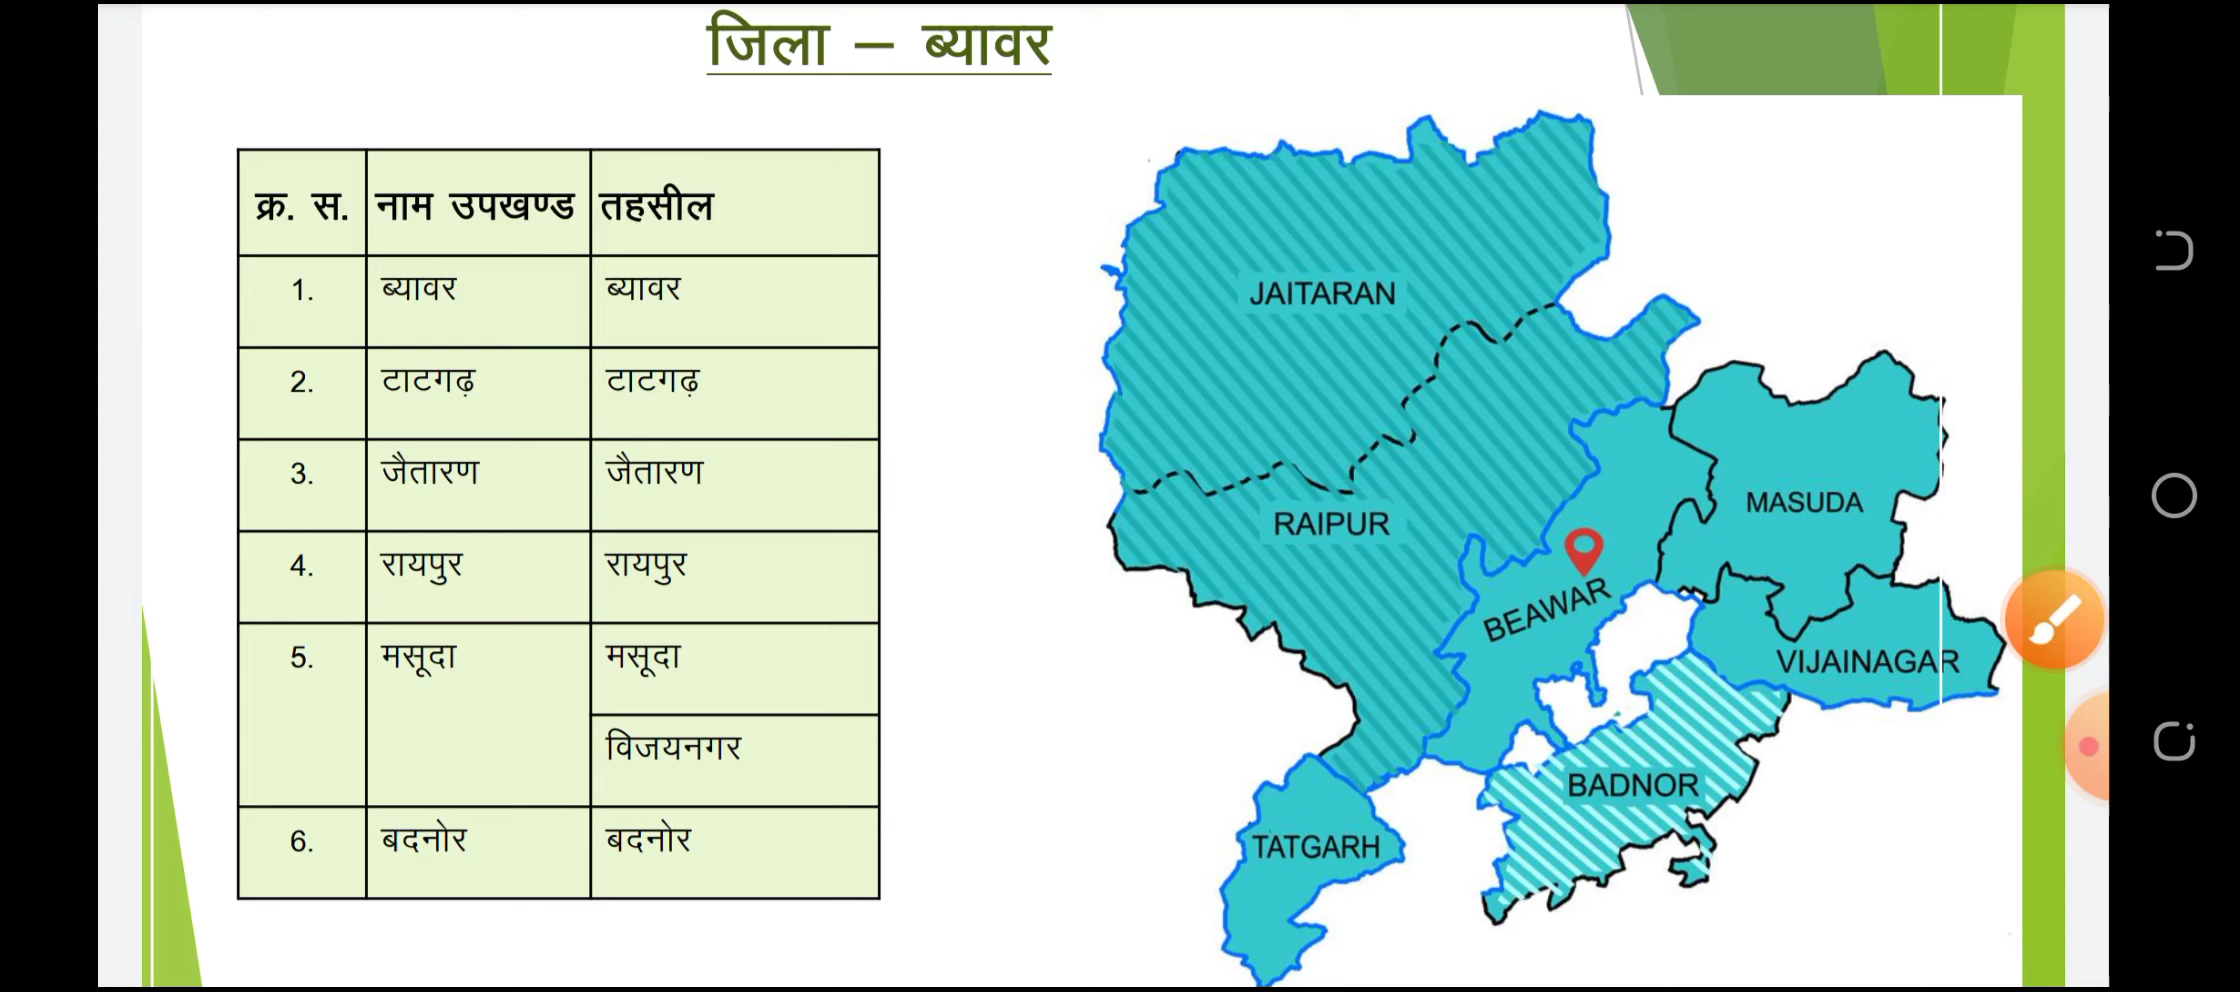 जिला – ब्यावर
क्र. स. नाम उपखण्ड तहसील
1. ब्यावर ब्यावर
2. टाटगढ़ टाटगढ़
3. जैतारण जैतारण
4. रायपुर रायपुर
5. मसूदा मसूदा
विजयनगर
6. बदनोर बदनोर
JAITARAN
RAIPUR
MASUDA
BEAWAR
VIJAINAGAR
BADNOR
TATGARH